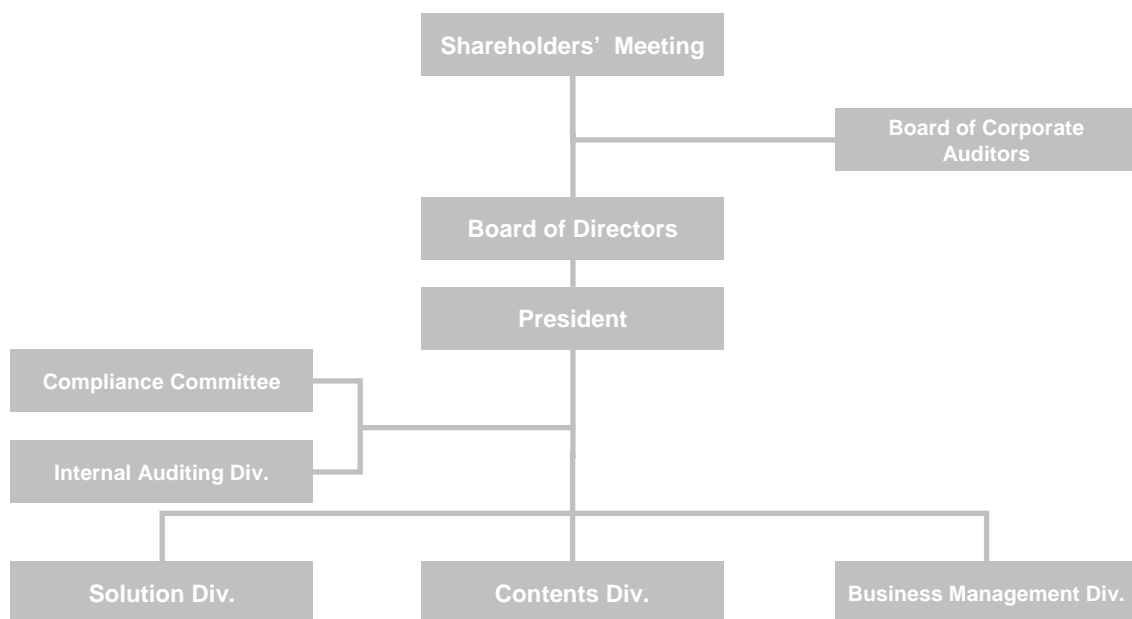 Shareholders’ Meeting
Board of Corporate
Auditors
Board of Directors
President
Compliance Committee
Internal Auditing Div.
Solution Div.
Contents Div.
Business Management Div.